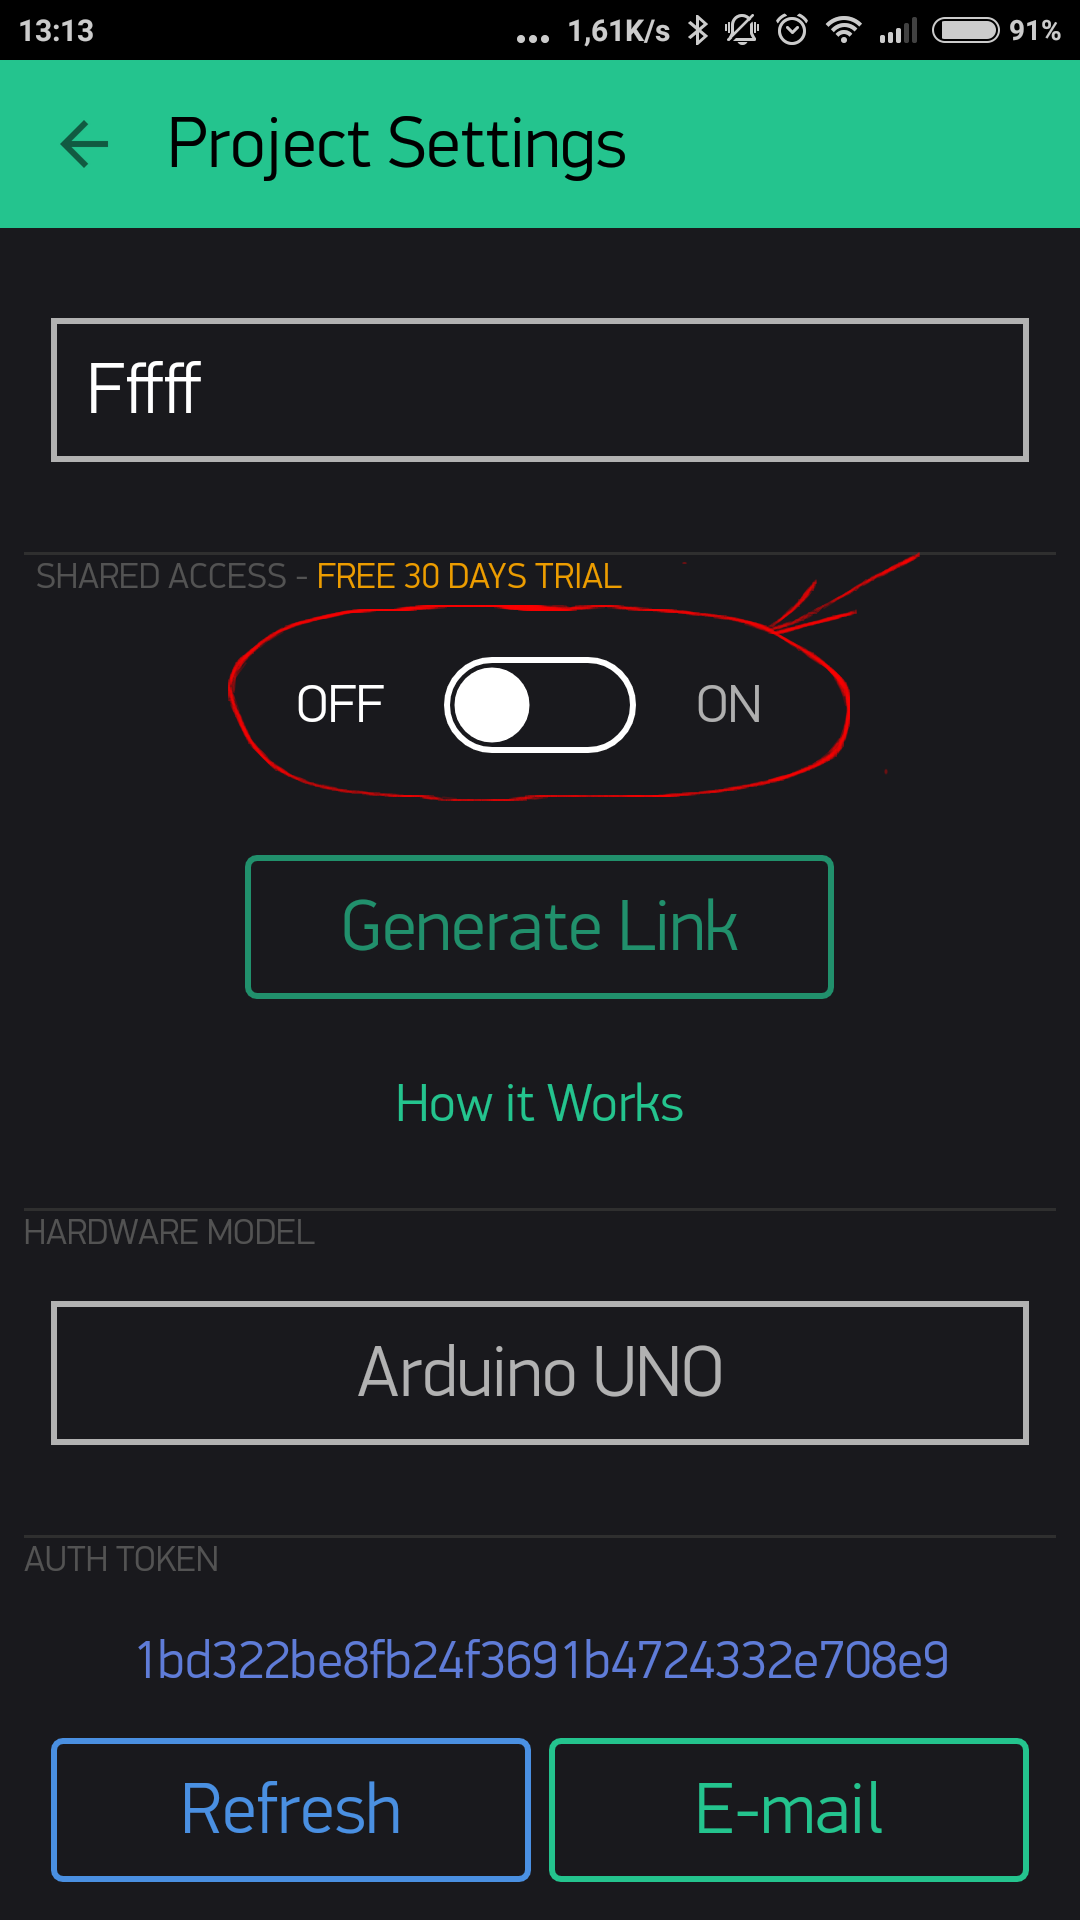 13:13 ... 1,61K/s 91%
Project Settings
Fffff
SHARED ACCESS - FREE 30 DAYS TRIAL
OFF ON
Generate Link
How it Works
HARDWARE MODEL
Arduino UNO
AUTH TOKEN
1bd322be8fb24f3691b4724332e708e9
Refresh E-mail